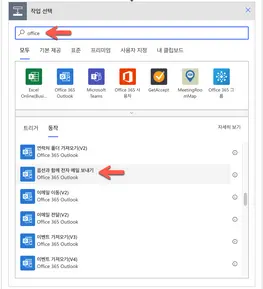 작업 선택
office
모두 기본 제공 표준 프리미엄 사용자 지정 내 클립보드
Excel Online(Busi...
Office 365 Outlook
Microsoft Teams
Office 365 사용자
GetAccept
MeetingRoomMap
Office 365 그룹
트리거 동작 자세히 보기
연락처 폴더 가져오기(V2)
Office 365 Outlook
옵션과 함께 전자 메일 보내기
Office 365 Outlook
이메일 이동(V2)
Office 365 Outlook
이메일 전달(V2)
Office 365 Outlook
이벤트 가져오기(V3)
Office 365 Outlook
이벤트 가져오기(V4)
Office 365 Outlook